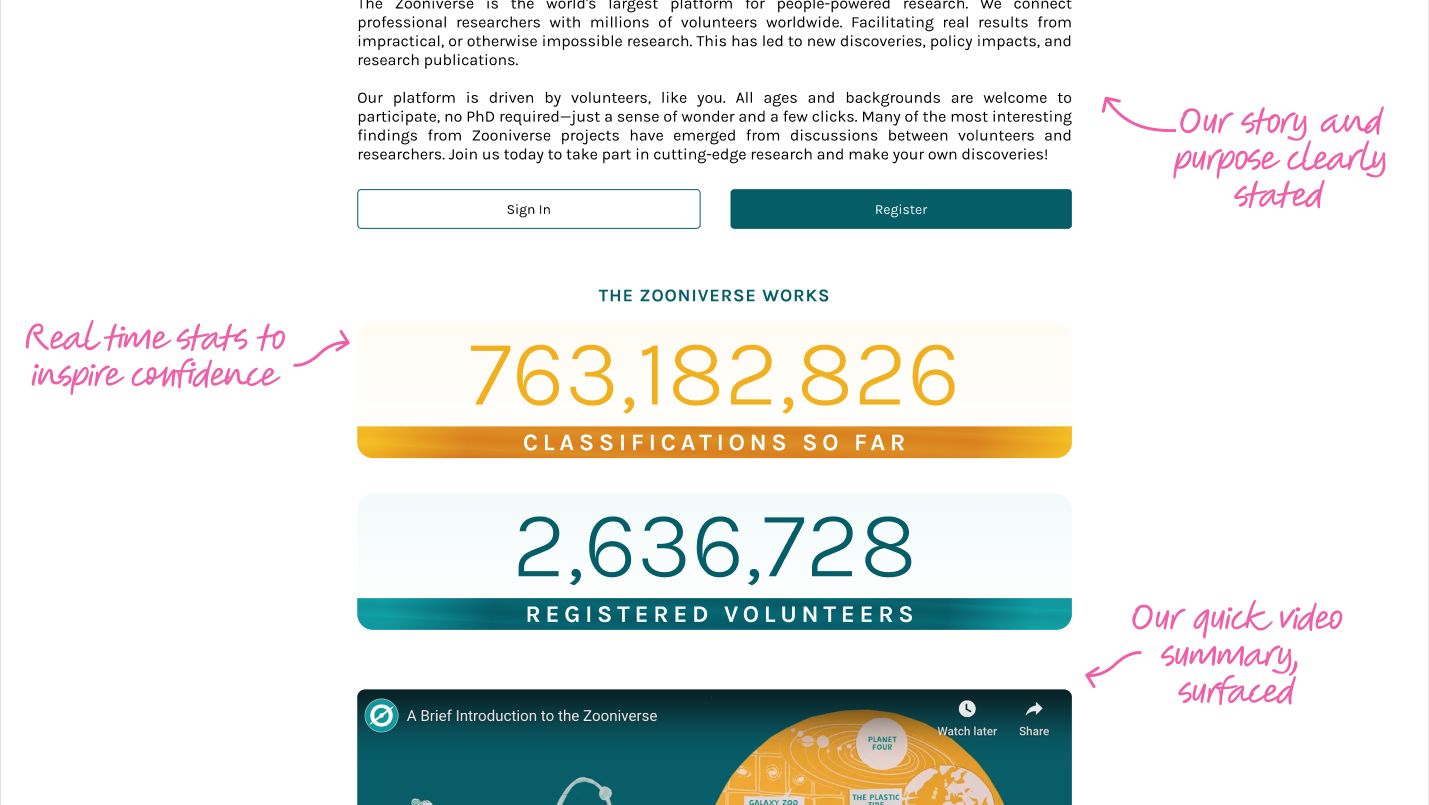 The Zooniverse is the world's largest platform for people-powered research. We connect
professional researchers with millions of volunteers worldwide. Facilitating real results from
impractical, or otherwise impossible research. This has led to new discoveries, policy impacts, and
research publications.
Our platform is driven by volunteers, like you. All ages and backgrounds are welcome to
participate, no PhD required—just a sense of wonder and a few clicks. Many of the most interesting
findings from Zooniverse projects have emerged from discussions between volunteers and
researchers. Join us today to take part in cutting-edge research and make your own discoveries!
Our story and
purpose clearly
stated
Sign In
Register
THE ZOONIVERSE WORKS
Real time stats to
inspire confidence
763,182,826
CLASSIFICATIONS SO FAR
2,636,728
REGISTERED VOLUNTEERS
Our quick video
summary,
surfaced
A Brief Introduction to the Zooniverse
Watch later
Share
PLANET
FOUR
GALAXY ZOO
THE PLASTIC
TIDE